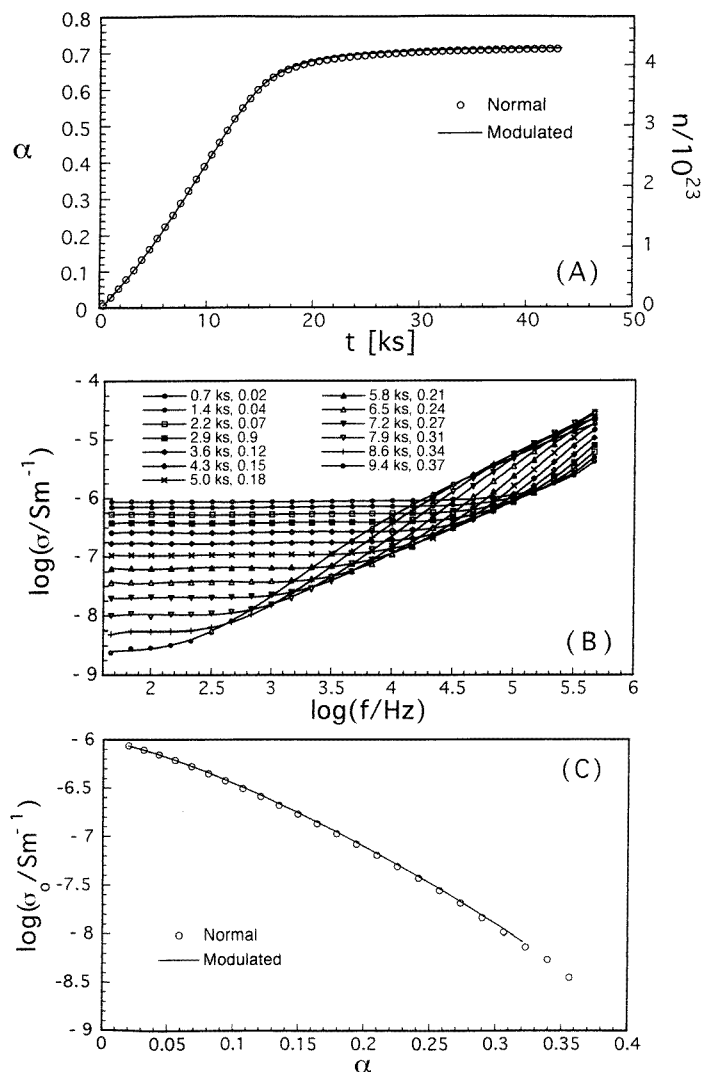 0.8
0.7
0.6
0.5
0.4
0.3
0.2
0.1
0
α
4
3
2
1
0
n/10^23
Normal
Modulated
(A)
0 10 20 30 40 50
t [ks]
- 4
- 5
- 6
- 7
- 8
- 9
log(σ/Sm^-1)
0.7 ks, 0.02
1.4 ks, 0.04
2.2 ks, 0.07
2.9 ks, 0.9
3.6 ks, 0.12
4.3 ks, 0.15
5.0 ks, 0.18
5.8 ks, 0.21
6.5 ks, 0.24
7.2 ks, 0.27
7.9 ks, 0.31
8.6 ks, 0.34
9.4 ks, 0.37
(B)
2 2.5 3 3.5 4 4.5 5 5.5 6
log(f/Hz)
- 6
-6.5
- 7
-7.5
- 8
-8.5
- 9
log(σ₀/Sm^-1)
(C)
Normal
Modulated
0 0.05 0.1 0.15 0.2 0.25 0.3 0.35 0.4
α